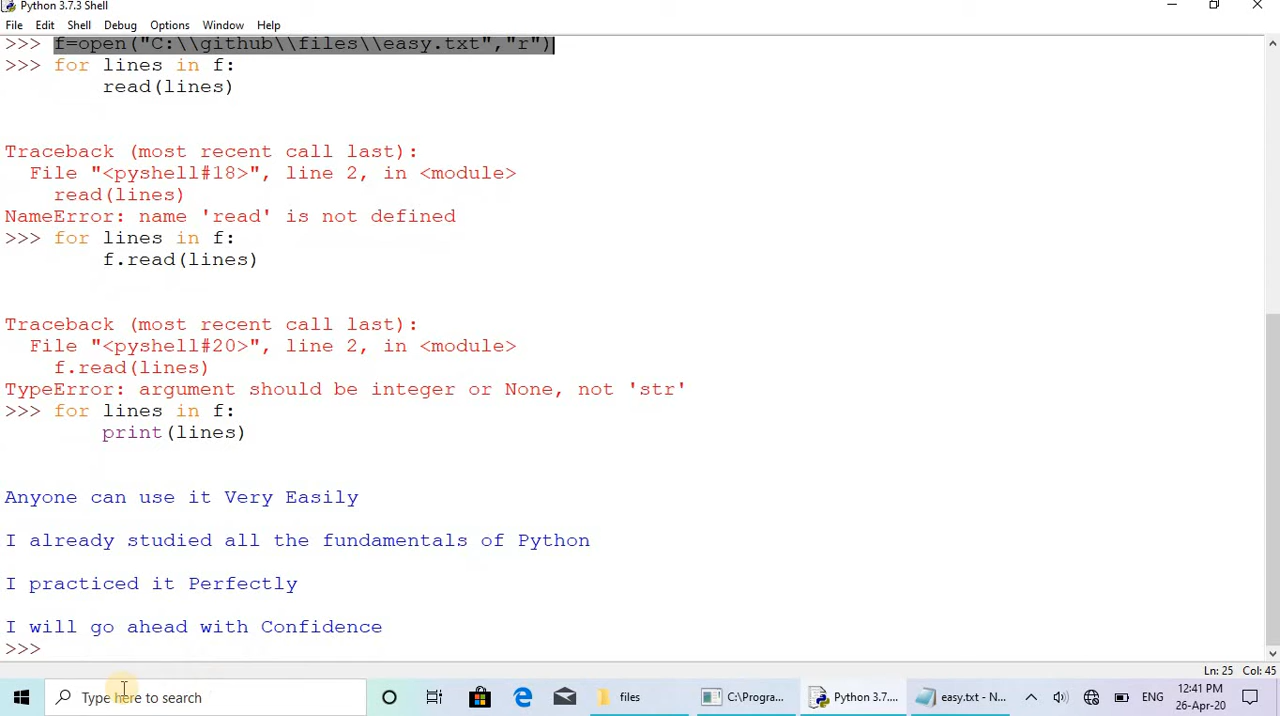 Python 3.7.3 Shell
File Edit Shell Debug Options Window Help
>>> f=open("C:\\github\\files\\easy.txt","r")
>>> for lines in f:
read(lines)
Traceback (most recent call last):
File "<pyshell#18>", line 2, in <module>
read(lines)
NameError: name 'read' is not defined
>>> for lines in f:
f.read(lines)
Traceback (most recent call last):
File "<pyshell#20>", line 2, in <module>
f.read(lines)
TypeError: argument should be integer or None, not 'str'
>>> for lines in f:
print(lines)
Anyone can use it Very Easily
I already studied all the fundamentals of Python
I practiced it Perfectly
I will go ahead with Confidence
>>>
Ln: 25 Col: 45
Type here to search
files
C:\Progra...
Python 3.7....
easy.txt - N...
ENG
12:41 PM
26-Apr-20